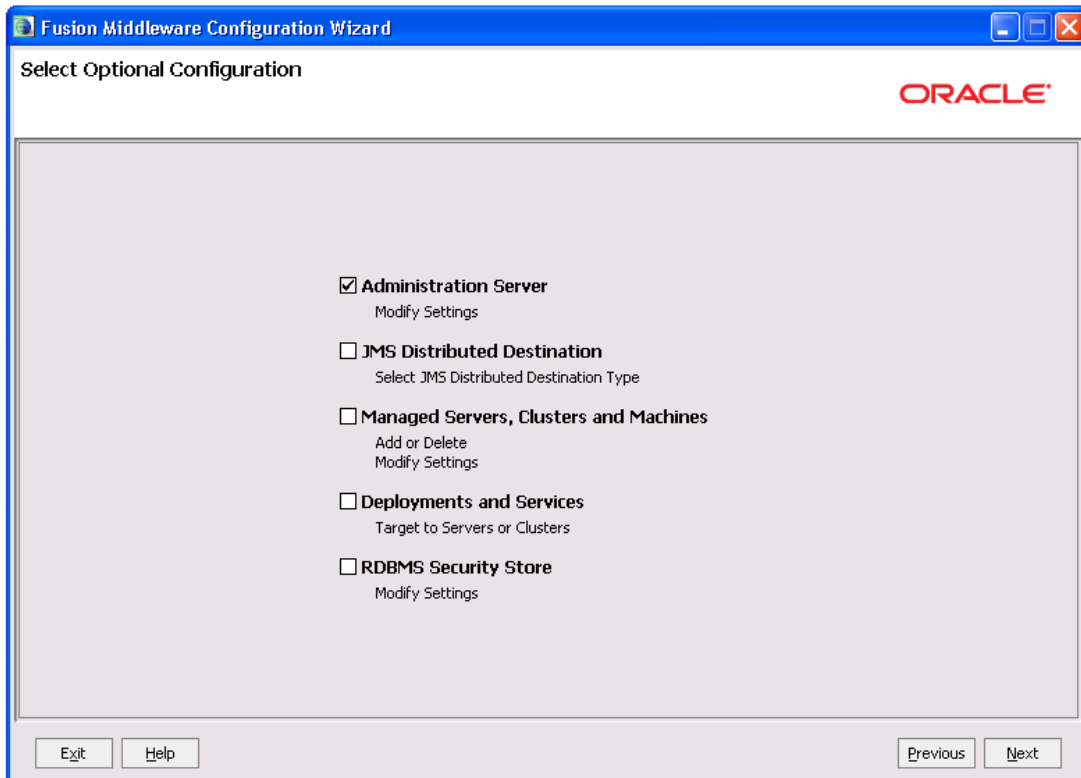 Fusion Middleware Configuration Wizard
Select Optional Configuration
ORACLE
Administration Server
Modify Settings
JMS Distributed Destination
Select JMS Distributed Destination Type
Managed Servers, Clusters and Machines
Add or Delete
Modify Settings
Deployments and Services
Target to Servers or Clusters
RDBMS Security Store
Modify Settings
Exit Help Previous Next